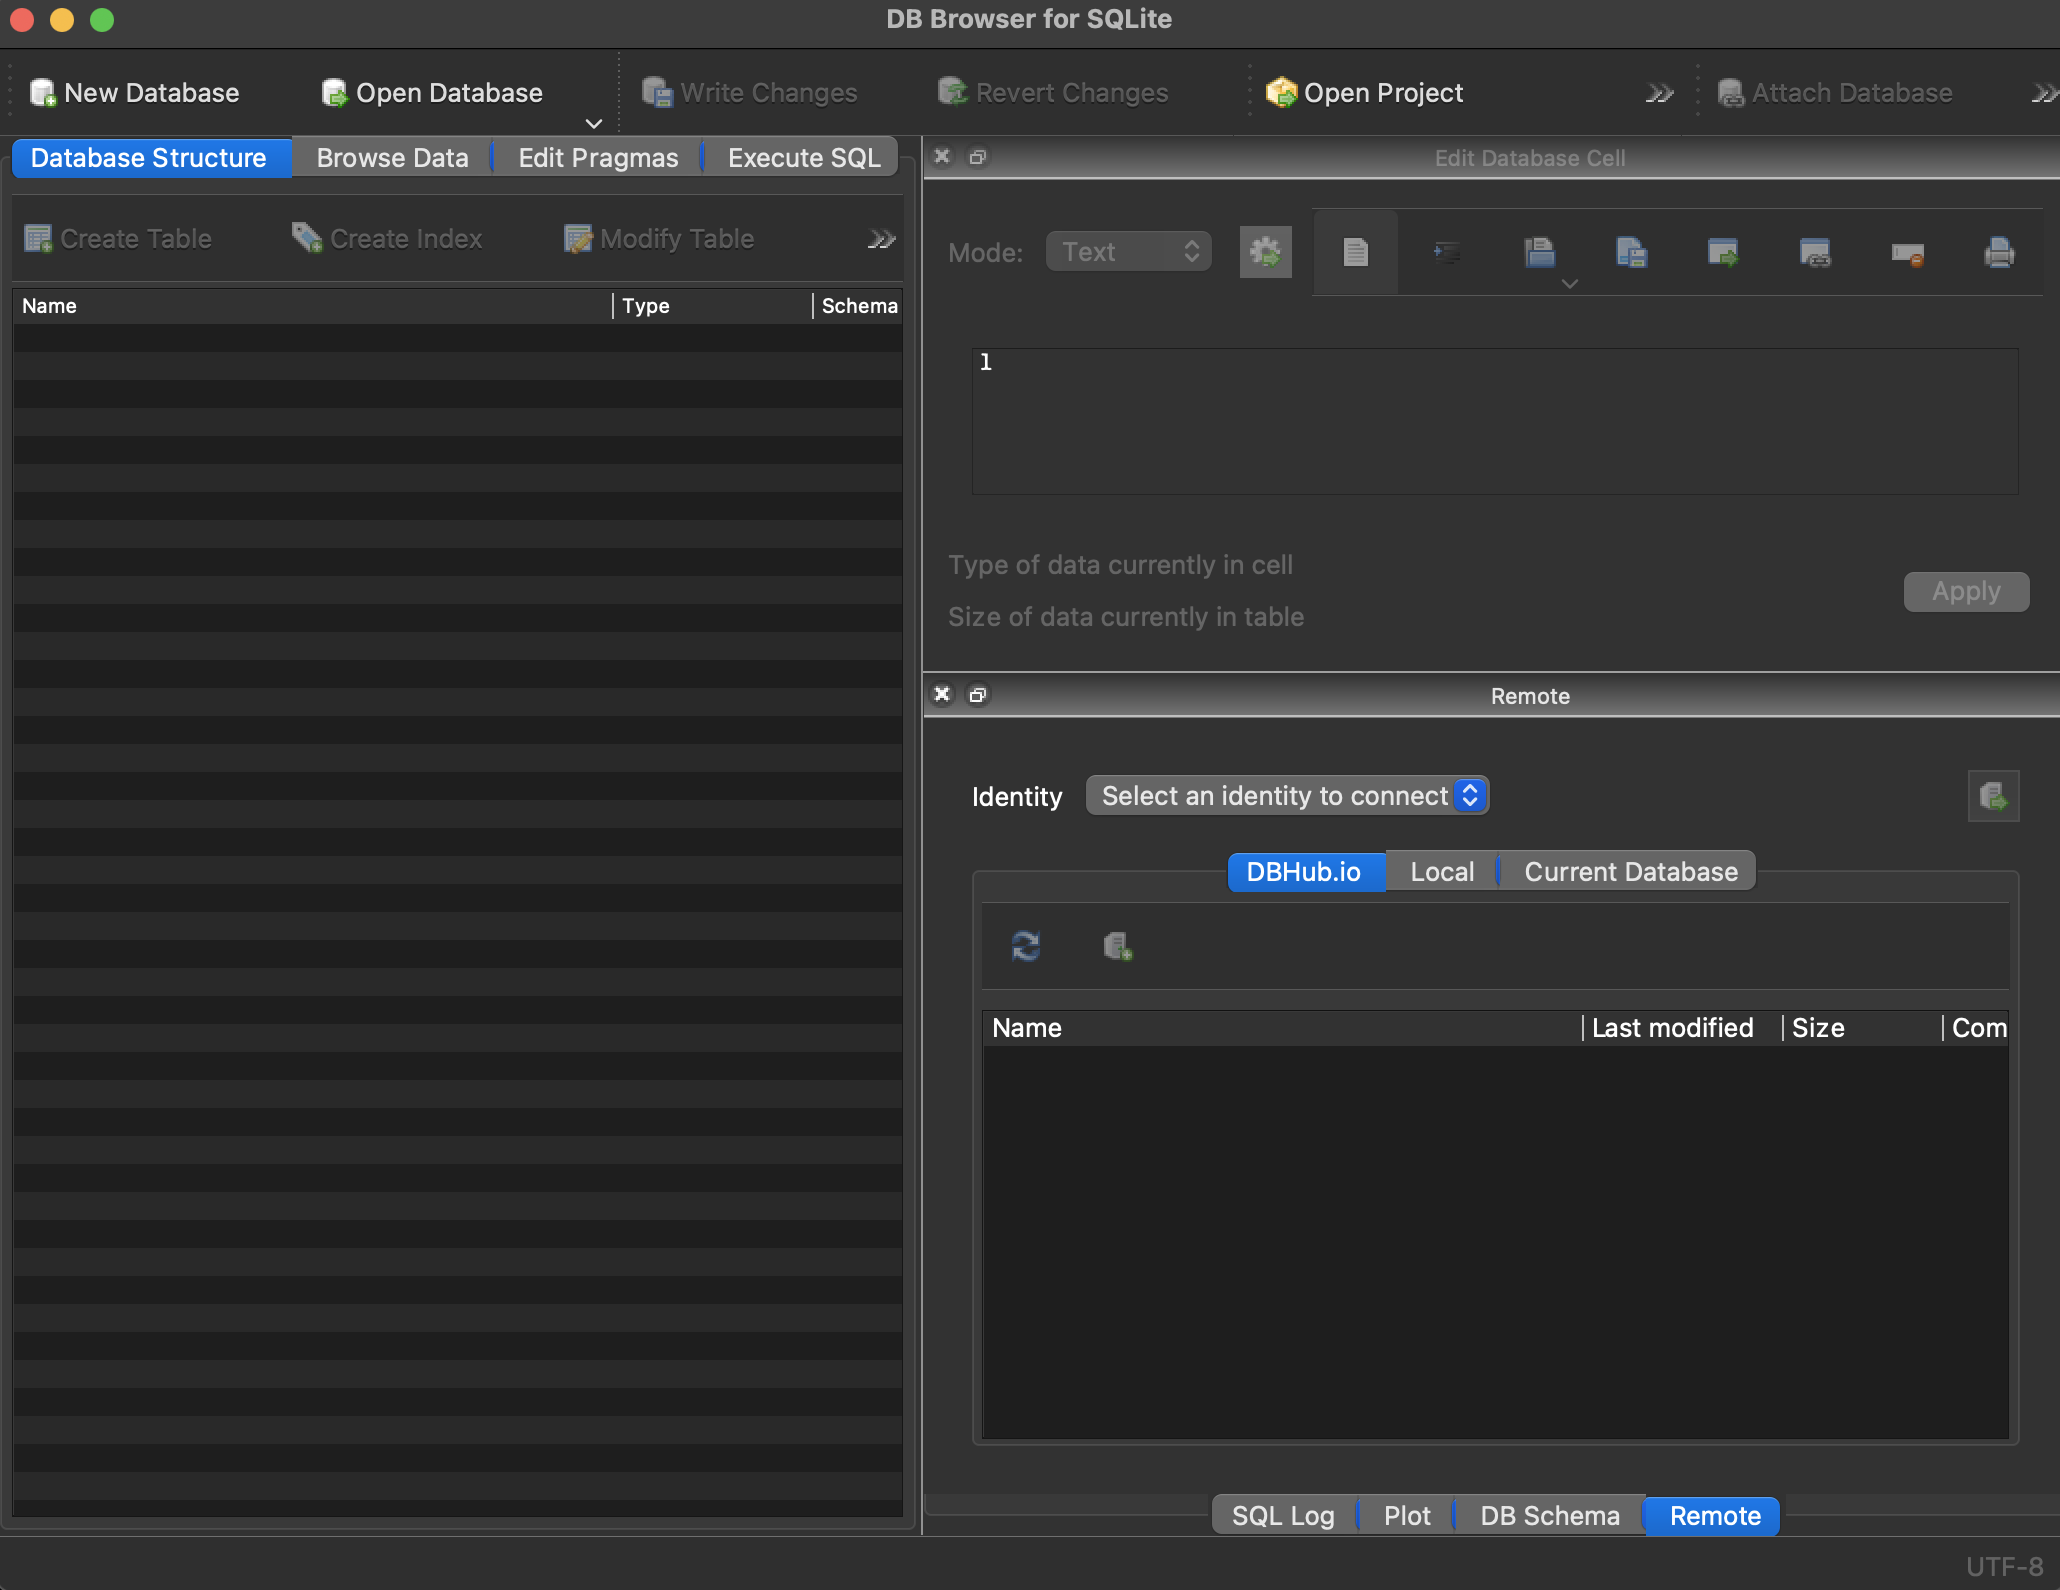 DB Browser for SQLite
New Database Open Database Write Changes Revert Changes Open Project Attach Database
Database Structure Browse Data Edit Pragmas Execute SQL
Create Table Create Index Modify Table
Name Type Schema
Edit Database Cell
Mode: Text
1
Type of data currently in cell
Size of data currently in table
Apply
Remote
Identity Select an identity to connect
DBHub.io Local Current Database
Name Last modified Size Com
SQL Log Plot DB Schema Remote
UTF-8